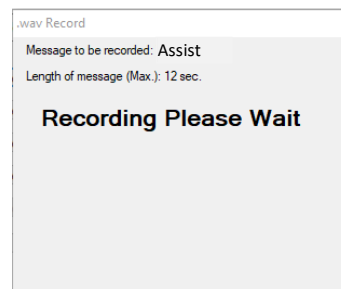 .wav Record
Message to be recorded: Assist
Length of message (Max.): 12 sec.
Recording Please Wait